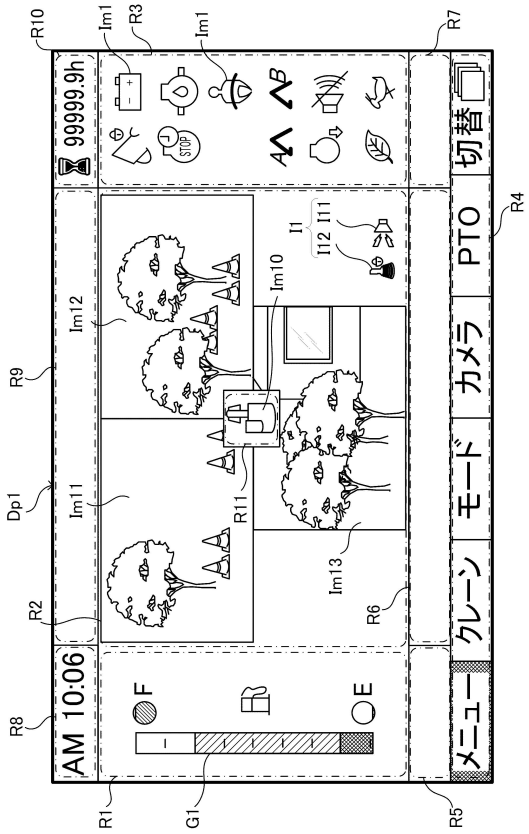 Dp1
R8 R2 Im11 R9 Im12 R10 Im1 R3
AM 10:06
99999.9h
R1
G1
F
E
STOP
A B
Im1
I1
I12 I11
Im10
R11
Im13
R6
R5
R7
メニュー クレーン モード カメラ PTO 切替
R4